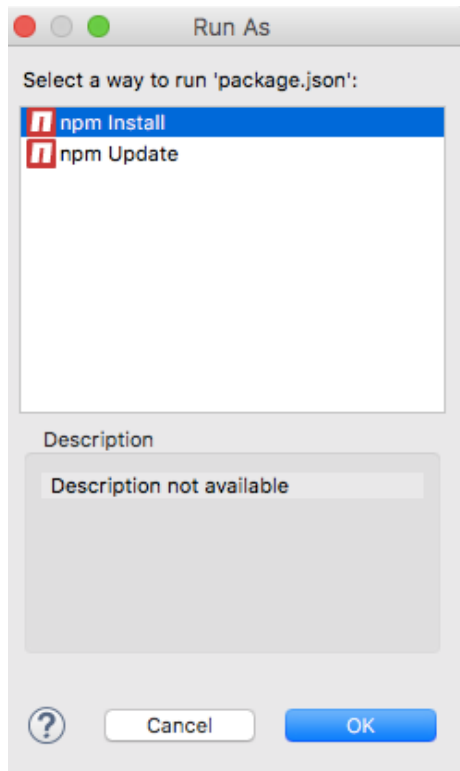 Run As
Select a way to run 'package.json':
npm Install
npm Update
Description
Description not available
?
Cancel
OK